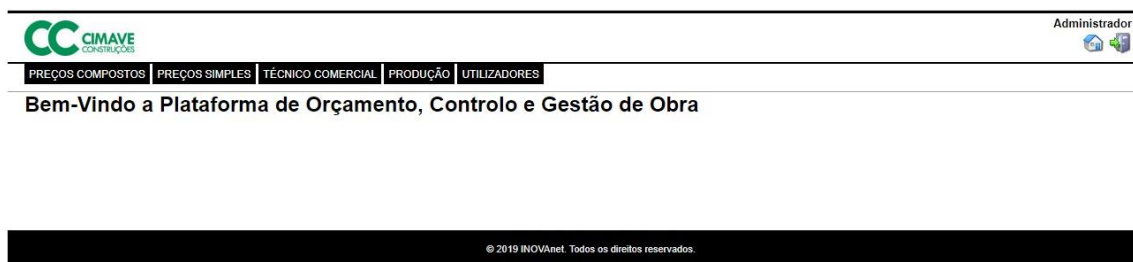 CC CIMAVE
CONSTRUÇÕES
Administrador
PREÇOS COMPOSTOS PREÇOS SIMPLES TÉCNICO COMERCIAL PRODUÇÃO UTILIZADORES
Bem-Vindo a Plataforma de Orçamento, Controlo e Gestão de Obra
© 2019 INOVAnet. Todos os direitos reservados.